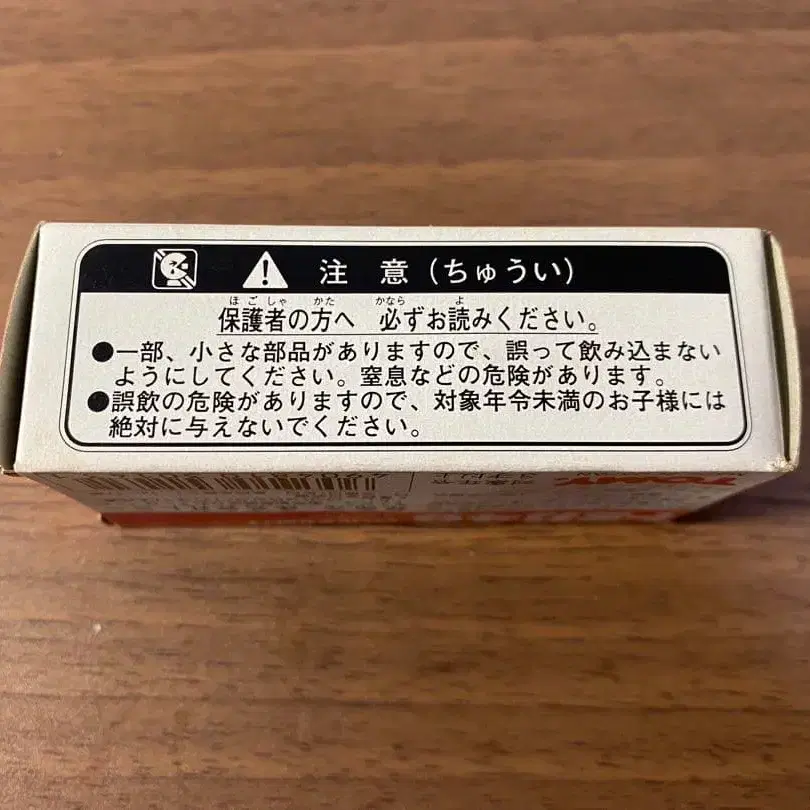 注 意 (ちゅうい)
保護者の方へ 必ずお読みください。
ほごしゃ かた かなら よ
●一部、小さな部品がありますので、誤って飲み込まない
ようにしてください。窒息などの危険があります。
●誤飲の危険がありますので、対象年令未満のお子様には
絶対に与えないでください。
TOMY